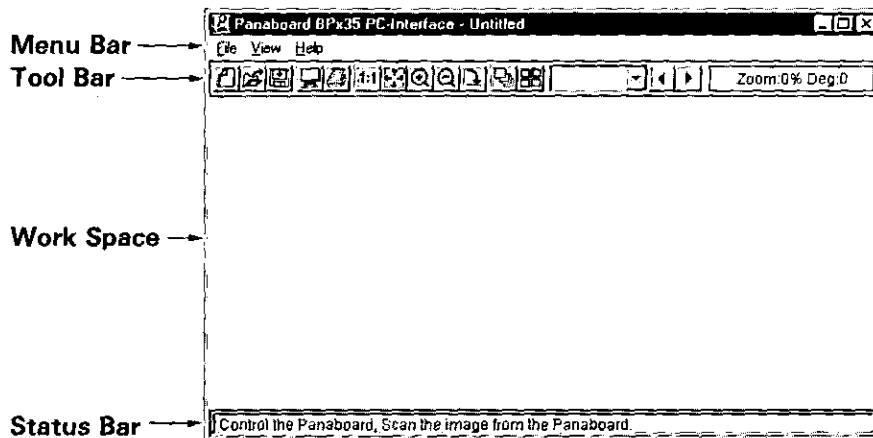 Panaboard BPx35 PC-Interface - Untitled
Menu Bar
File View Help
Tool Bar
1:1
Zoom:0% Deg:0
Work Space
Status Bar
Control the Panaboard, Scan the image from the Panaboard.